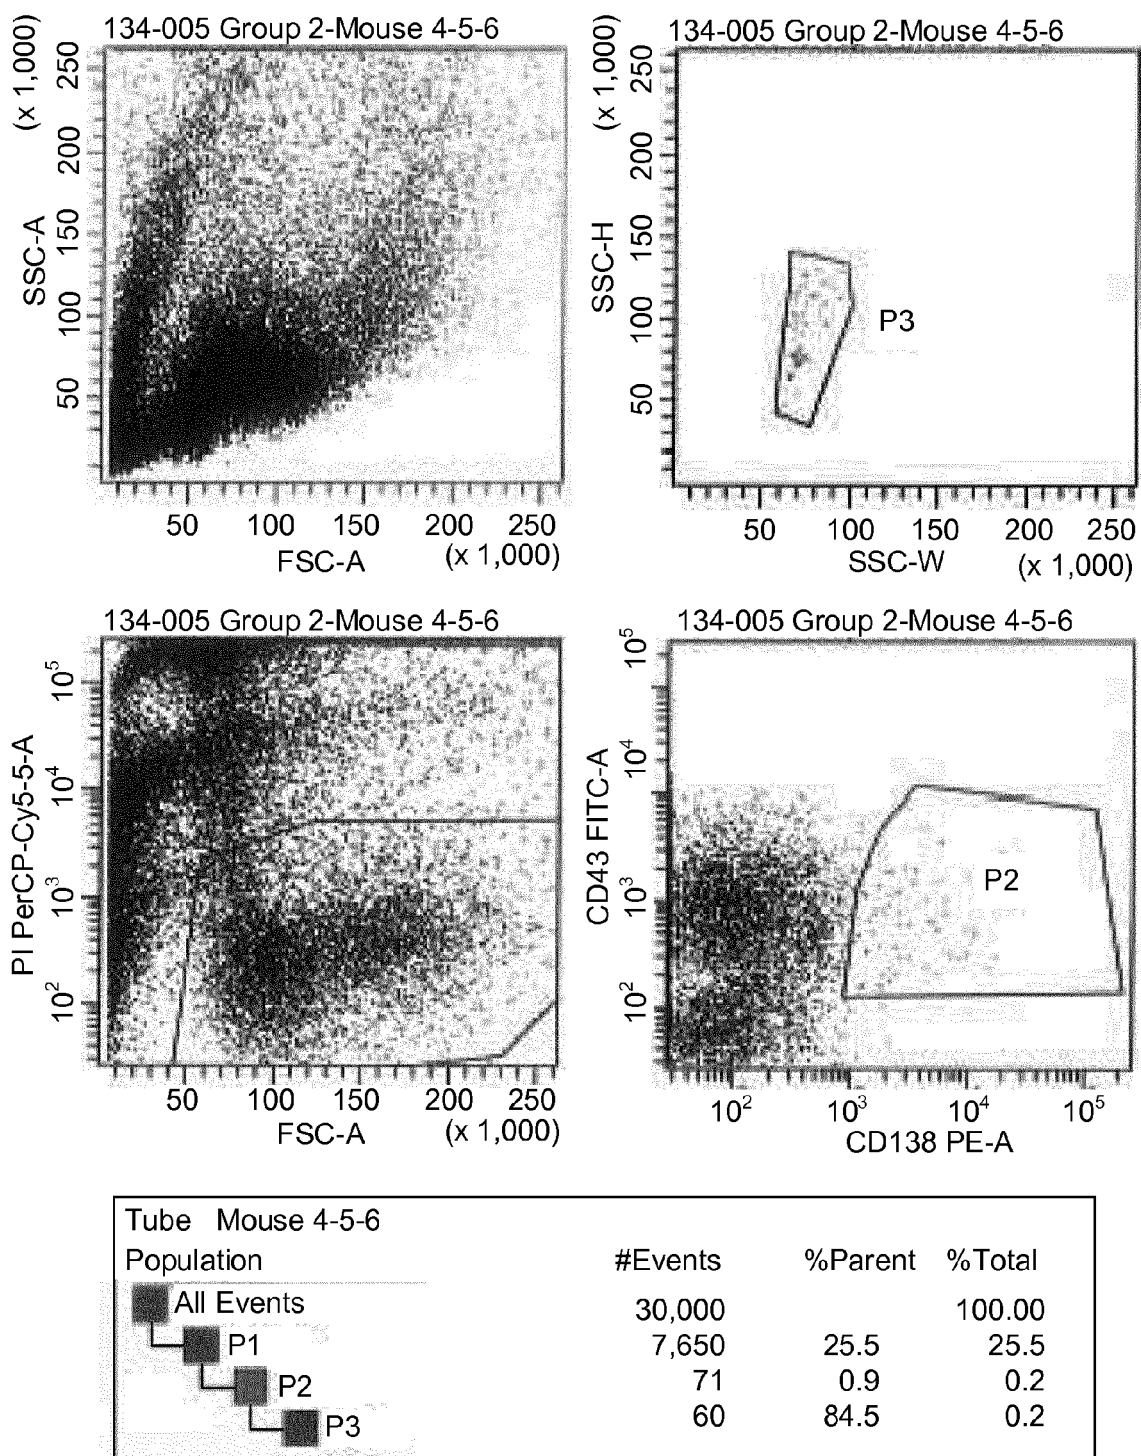 134-005 Group 2-Mouse 4-5-6
SSC-A
(x 1,000)
250
200
150
100
50
50 100 150 200 250
FSC-A
(x 1,000)
134-005 Group 2-Mouse 4-5-6
SSC-H
(x 1,000)
250
200
150
100
50
P3
50 100 150 200 250
SSC-W
(x 1,000)
134-005 Group 2-Mouse 4-5-6
PI PerCP-Cy5-5-A
10^5
10^4
10^3
10^2
50 100 150 200 250
FSC-A
(x 1,000)
134-005 Group 2-Mouse 4-5-6
CD43 FITC-A
10^5
10^4
10^3
10^2
P2
10^2 10^3 10^4 10^5
CD138 PE-A
Tube Mouse 4-5-6
Population #Events %Parent %Total
All Events 30,000 100.00
P1 7,650 25.5 25.5
P2 71 0.9 0.2
P3 60 84.5 0.2